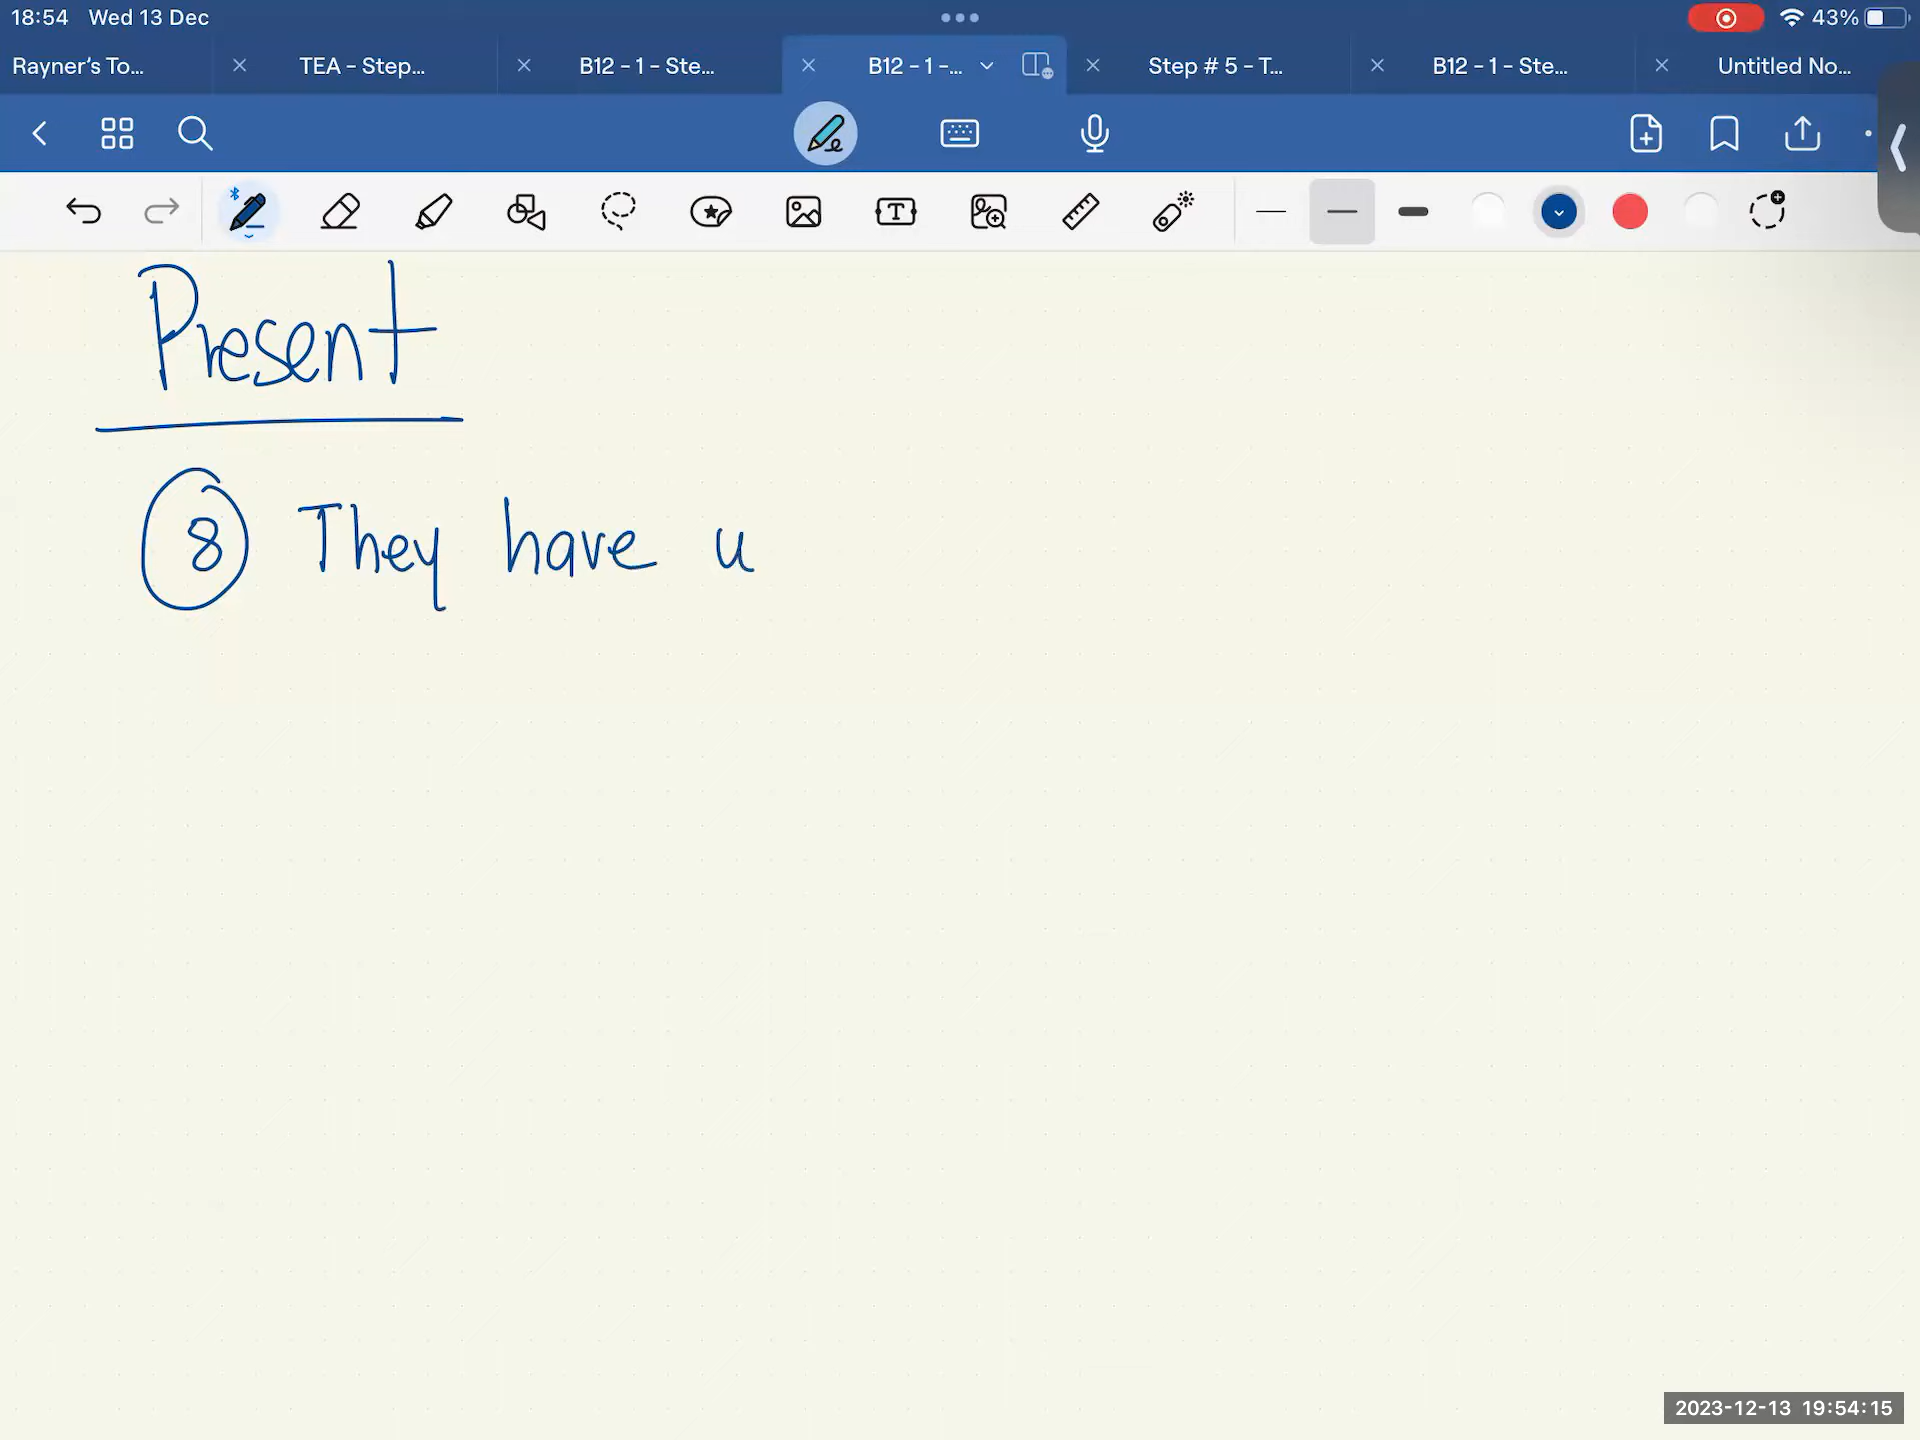 18:54 Wed 13 Dec 43%
Rayner's To... TEA - Step... B12 - 1 - Ste... B12 - 1 -... Step # 5 - T... B12 - 1 - Ste... Untitled No...
Present
8 They have u
2023-12-13 19:54:15